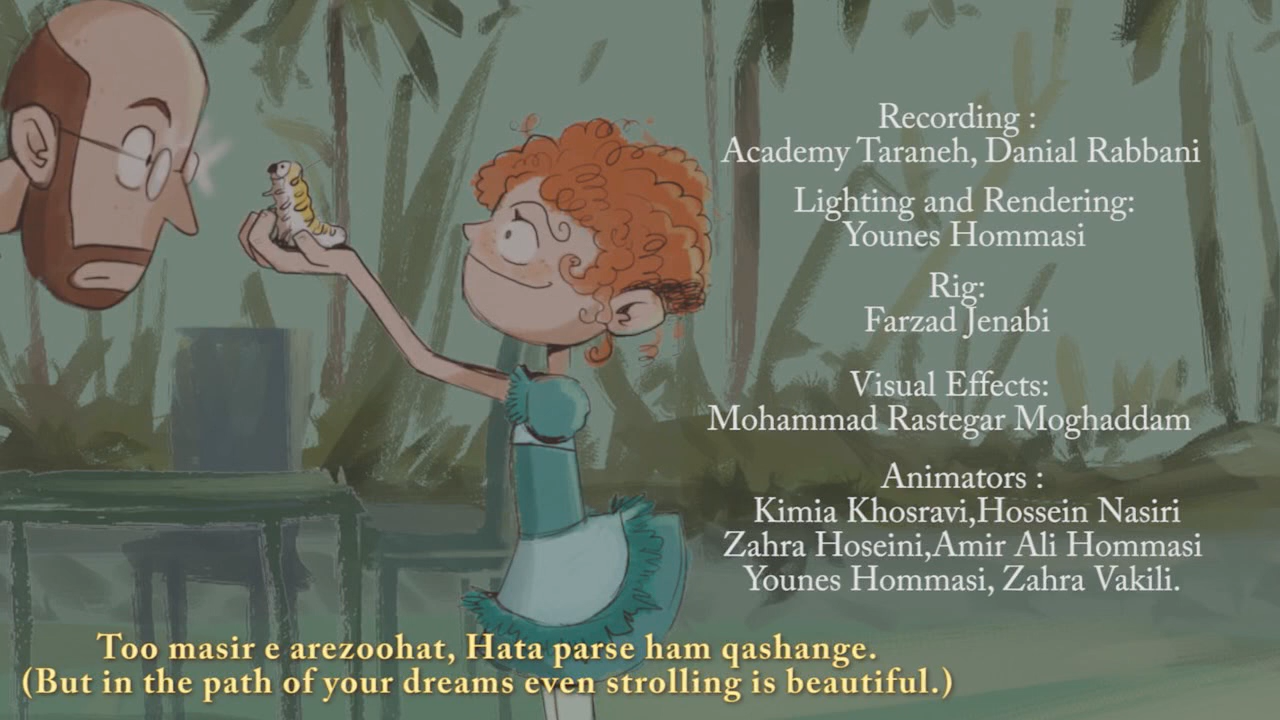 Recording :
Academy Taraneh, Danial Rabbani
Lighting and Rendering:
Younes Hommasi
Rig:
Farzad Jenabi
Visual Effects:
Mohammad Rastegar Moghaddam
Animators :
Kimia Khosravi,Hossein Nasiri
Zahra Hoseini,Amir Ali Hommasi
Younes Hommasi, Zahra Vakili.
Too masir e arezoohat, Hata parse ham qashange.
(But in the path of your dreams even strolling is beautiful.)